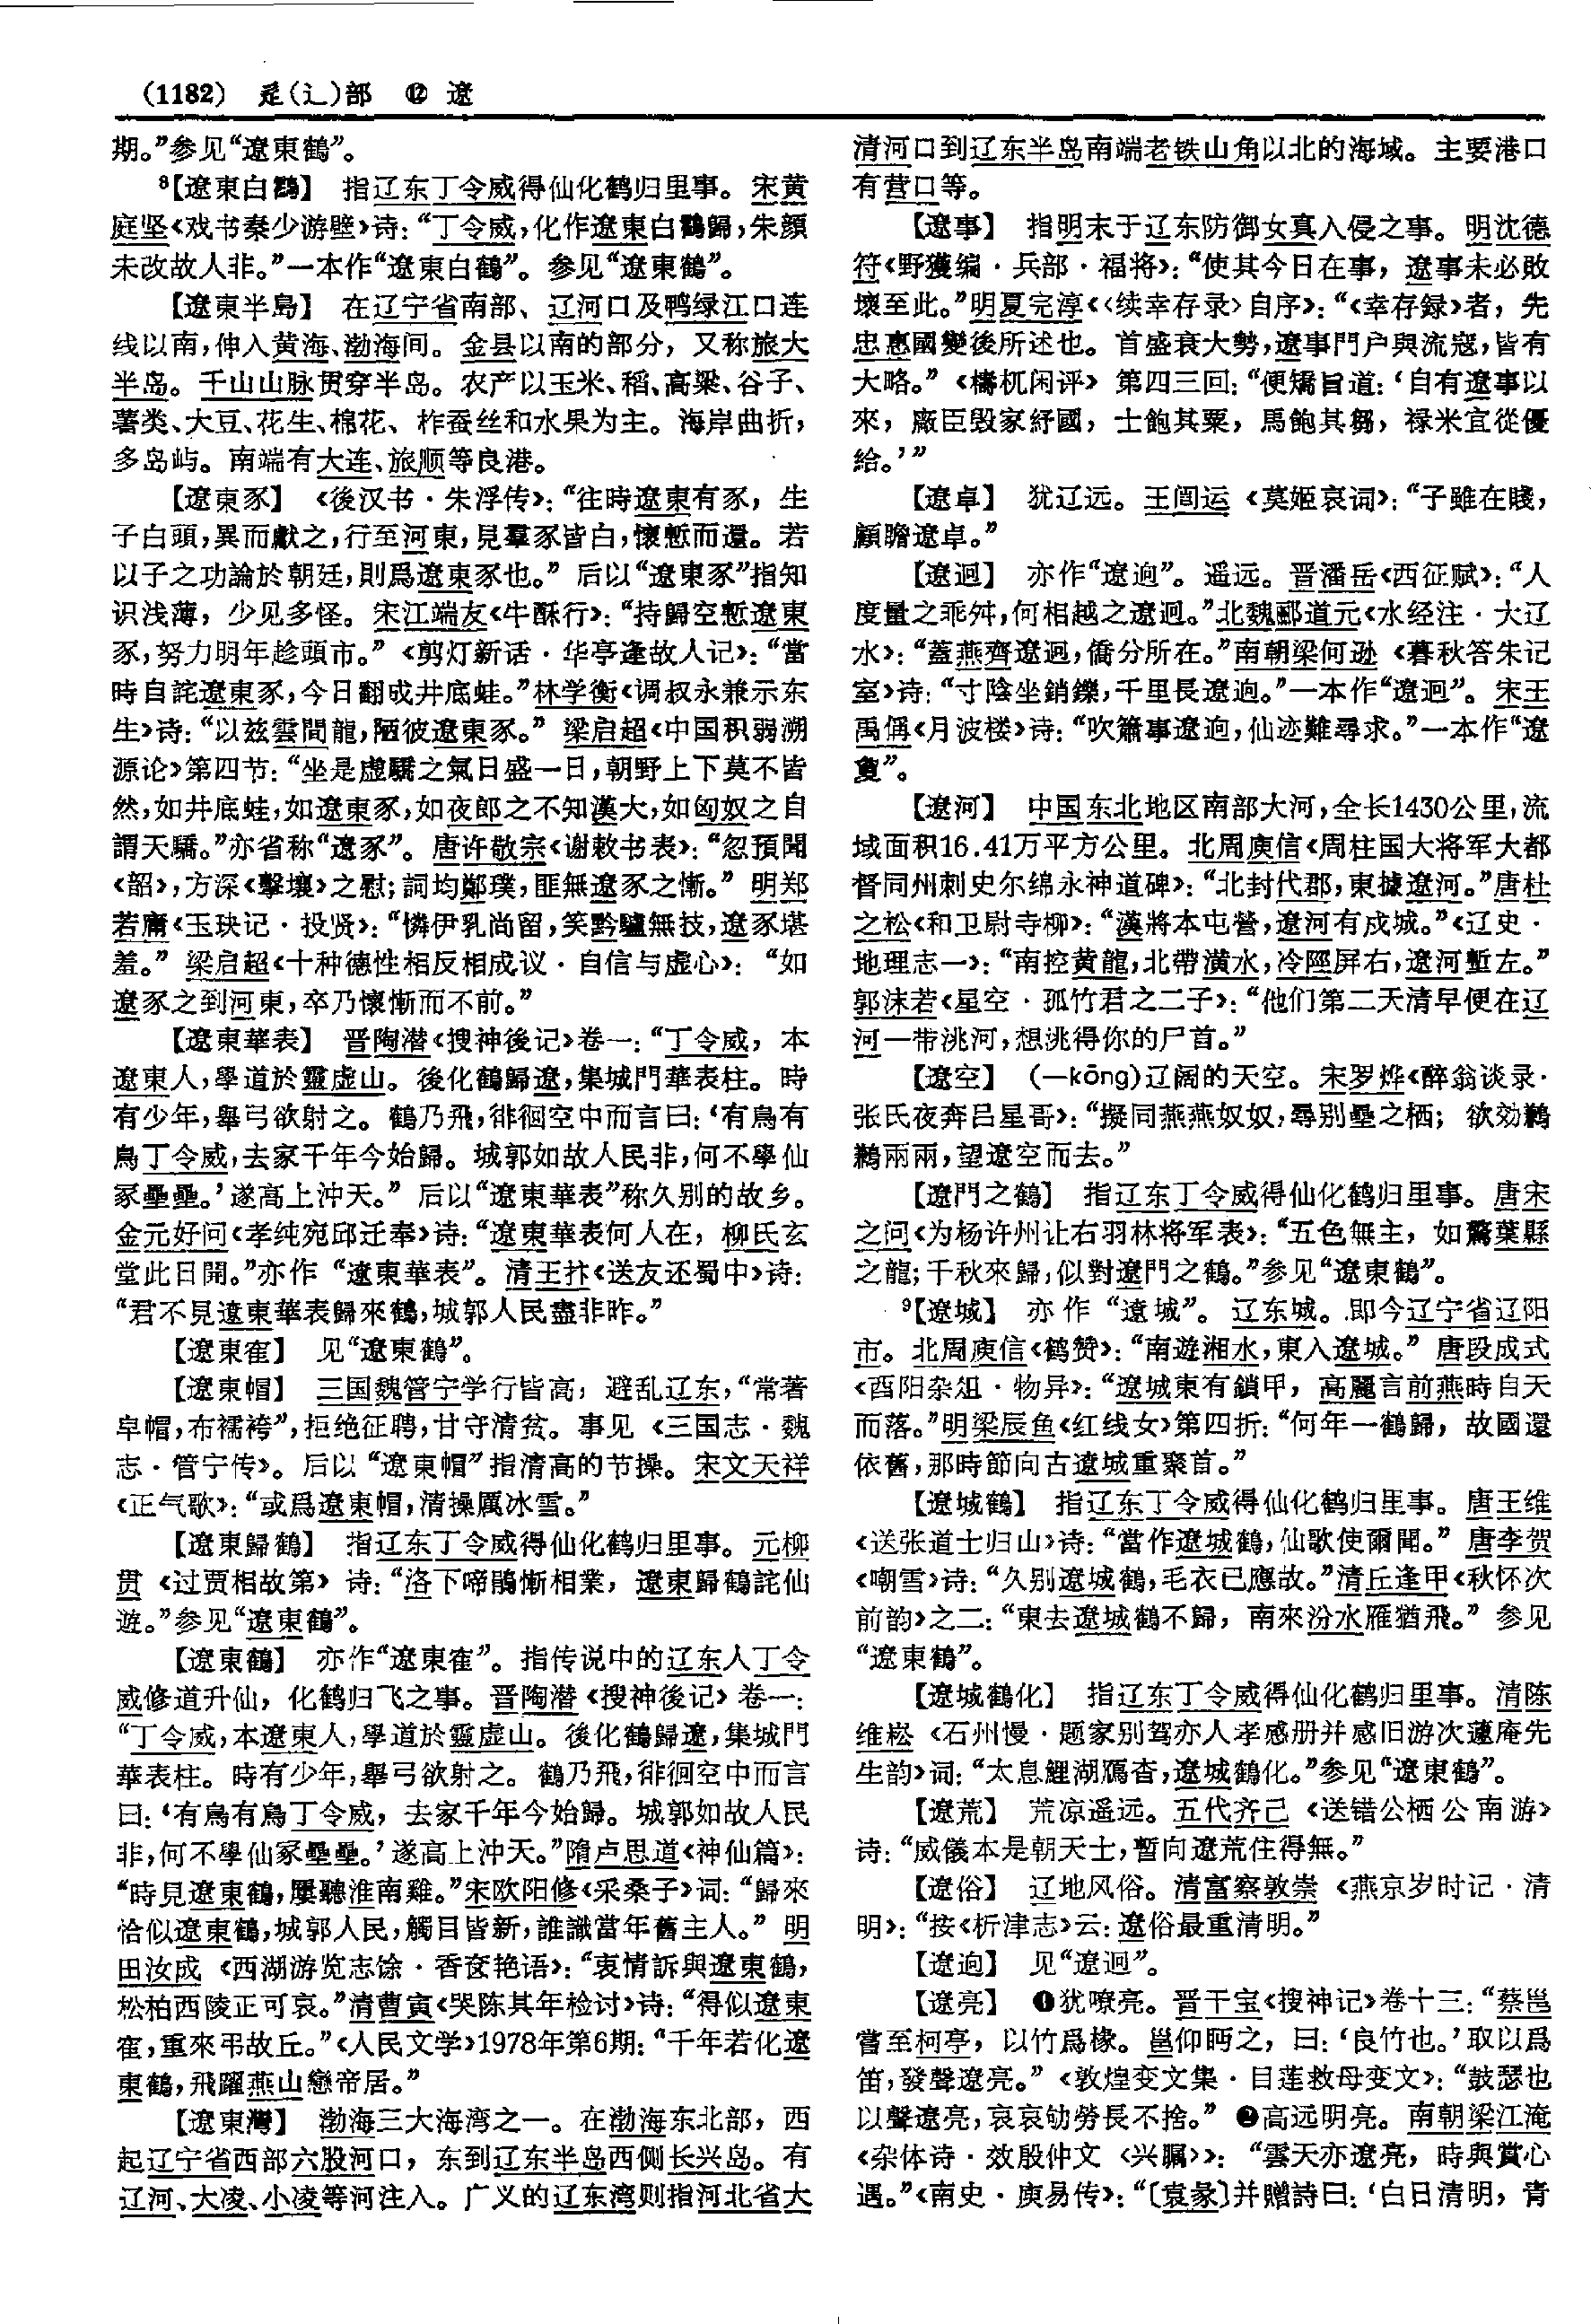 （1182） 辵（辶）部 ⑫ 遼
期。”参见“遼東鶴”。
⁸【遼東白鸖】 指辽东丁令威得仙化鹤归里事。宋黄
庭坚《戏书秦少游壁》诗：“丁令威，化作遼東白鸖歸，朱顔
未改故人非。”一本作“遼東白鶴”。参见“遼東鶴”。
【遼東半島】 在辽宁省南部、辽河口及鸭绿江口连
线以南，伸入黄海、渤海间。金县以南的部分，又称旅大
半岛。千山山脉贯穿半岛。农产以玉米、稻、高粱、谷子、
薯类、大豆、花生、棉花、柞蚕丝和水果为主。海岸曲折，
多岛屿。南端有大连、旅顺等良港。
【遼東豕】 《後汉书·朱浮传》：“往時遼東有豕，生
子白頭，異而獻之，行至河東，見羣豕皆白，懷慙而還。若
以子之功論於朝廷，則爲遼東豕也。”后以“遼東豕”指知
识浅薄，少见多怪。宋江端友《牛酥行》：“持歸空慙遼東
豕，努力明年趁頭市。”《剪灯新话·华亭逢故人记》：“當
時自詫遼東豕，今日翻成井底蛙。”林学衡《调叔永兼示东
生》诗：“以兹雲間龍，陋彼遼東豕。”梁启超《中国积弱溯
源论》第四节：“坐是虚驕之氣日盛一日，朝野上下莫不皆
然，如井底蛙，如遼東豕，如夜郎之不知漢大，如匈奴之自
謂天驕。”亦省称“遼豕”。唐许敬宗《谢敕书表》：“忽預聞
《韶》，方深《擊壤》之慰；詞均鄭璞，匪無遼豕之慚。”明郑
若庸《玉玦记·投贤》：“憐伊乳尚留，笑黔驢無技，遼豕堪
羞。”梁启超《十种德性相反相成议·自信与虚心》：“如
遼豕之到河東，卒乃懷慚而不前。”
【遼東華表】 晋陶潜《搜神後记》卷一：“丁令威，本
遼東人，學道於靈虚山。後化鶴歸遼，集城門華表柱。時
有少年，舉弓欲射之。鶴乃飛，徘徊空中而言曰：‘有鳥有
鳥丁令威，去家千年今始歸。城郭如故人民非，何不學仙
冢壘壘。’遂高上沖天。”后以“遼東華表”称久别的故乡。
金元好问《孝纯宛邱迁奉》诗：“遼東華表何人在，柳氏玄
堂此日開。”亦作“遼東華表”。清王抃《送友还蜀中》诗：
“君不見遼東華表歸來鶴，城郭人民盡非昨。”
【遼東寉】 见“遼東鶴”。
【遼東帽】 三国魏管宁学行皆高，避乱辽东，“常著
皁帽，布襦袴”，拒绝征聘，甘守清贫。事见《三国志·魏
志·管宁传》。后以“遼東帽”指清高的节操。宋文天祥
《正气歌》：“或爲遼東帽，清操厲冰雪。”
【遼東歸鶴】 指辽东丁令威得仙化鹤归里事。元柳
贯《过贾相故第》诗：“洛下啼鵑慚相業，遼東歸鶴詫仙
遊。”参见“遼東鶴”。
【遼東鶴】 亦作“遼東寉”。指传说中的辽东人丁令
威修道升仙，化鹤归飞之事。晋陶潜《搜神後记》卷一：
“丁令威，本遼東人，學道於靈虚山。後化鶴歸遼，集城門
華表柱。時有少年，舉弓欲射之。鶴乃飛，徘徊空中而言
曰：‘有鳥有鳥丁令威，去家千年今始歸。城郭如故人民
非，何不學仙冢壘壘。’遂高上沖天。”隋卢思道《神仙篇》：
“時見遼東鶴，屢聽淮南雞。”宋欧阳修《采桑子》词：“歸來
恰似遼東鶴，城郭人民，觸目皆新，誰識當年舊主人。”明
田汝成《西湖游览志馀·香奁艳语》：“衷情訴與遼東鶴，
松柏西陵正可哀。”清曹寅《哭陈其年检讨》诗：“得似遼東
寉，重來弔故丘。”《人民文学》1978年第6期：“千年若化遼
東鶴，飛躍燕山戀帝居。”
【遼東灣】 渤海三大海湾之一。在渤海东北部，西
起辽宁省西部六股河口，东到辽东半岛西侧长兴岛。有
辽河、大凌、小凌等河注入。广义的辽东湾则指河北省大
清河口到辽东半岛南端老铁山角以北的海域。主要港口
有营口等。
【遼事】 指明末于辽东防御女真入侵之事。明沈德
符《野獲编·兵部·福将》：“使其今日在事，遼事未必敗
壞至此。”明夏完淳《〈续幸存录〉自序》：“《幸存録》者，先
忠惠國變後所述也。首盛衰大勢，遼事門户與流寇，皆有
大略。”《檮杌闲评》第四三回：“便矯旨道：‘自有遼事以
來，廠臣毁家紓國，士飽其粟，馬飽其芻，禄米宜從優
給。’”
【遼卓】 犹辽远。王闿运《莫姬哀词》：“子雖在賤，
顧瞻遼卓。”
【遼迥】 亦作“遼逈”。遥远。晋潘岳《西征赋》：“人
度量之乖舛，何相越之遼迥。”北魏郦道元《水经注·大辽
水》：“蓋燕齊遼迥，僑分所在。”南朝梁何逊《暮秋答朱记
室》诗：“寸陰坐銷鑠，千里長遼逈。”一本作“遼迥”。宋王
禹偁《月波楼》诗：“吹簫事遼逈，仙迹難尋求。”一本作“遼
敻”。
【遼河】 中国东北地区南部大河，全长1430公里，流
域面积16.41万平方公里。北周庾信《周柱国大将军大都
督同州刺史尔绵永神道碑》：“北封代郡，東據遼河。”唐杜
之松《和卫尉寺柳》：“漢將本屯營，遼河有戍城。”《辽史·
地理志一》：“南控黄龍，北帶潢水，冷陘屏右，遼河塹左。”
郭沫若《星空·孤竹君之二子》：“他们第二天清早便在辽
河一带洮河，想洮得你的尸首。”
【遼空】 （—kōng）辽阔的天空。宋罗烨《醉翁谈录·
张氏夜奔吕星哥》：“擬同燕燕奴奴，尋别壘之栖；欲効鶼
鶼兩兩，望遼空而去。”
【遼門之鶴】 指辽东丁令威得仙化鹤归里事。唐宋
之问《为杨许州让右羽林将军表》：“五色無主，如驚葉縣
之龍；千秋來歸，似對遼門之鶴。”参见“遼東鶴”。
⁹【遼城】 亦作“遼城”。辽东城。即今辽宁省辽阳
市。北周庾信《鹤赞》：“南遊湘水，東入遼城。”唐段成式
《酉阳杂俎·物异》：“遼城東有鎖甲，高麗言前燕時自天
而落。”明梁辰鱼《红线女》第四折：“何年一鶴歸，故國還
依舊，那時節向古遼城重聚首。”
【遼城鶴】 指辽东丁令威得仙化鹤归里事。唐王维
《送张道士归山》诗：“當作遼城鶴，仙歌使爾聞。”唐李贺
《嘲雪》诗：“久别遼城鶴，毛衣已應故。”清丘逢甲《秋怀次
前韵》之二：“東去遼城鶴不歸，南來汾水雁猶飛。”参见
“遼東鶴”。
【遼城鶴化】 指辽东丁令威得仙化鹤归里事。清陈
维崧《石州慢·题家别驾亦人孝感册并感旧游次蘧庵先
生韵》词：“太息鯉湖鴈杳，遼城鶴化。”参见“遼東鶴”。
【遼荒】 荒凉遥远。五代齐己《送错公栖公南游》
诗：“威儀本是朝天士，暫向遼荒住得無。”
【遼俗】 辽地风俗。清富察敦崇《燕京岁时记·清
明》：“按《析津志》云：遼俗最重清明。”
【遼逈】 见“遼迥”。
【遼亮】 ❶犹嘹亮。晋干宝《搜神记》卷十三：“蔡邕
嘗至柯亭，以竹爲椽。邕仰眄之，曰：‘良竹也。’取以爲
笛，發聲遼亮。”《敦煌变文集·目莲救母变文》：“鼓瑟也
以聲遼亮，哀哀劬勞長不捨。”❷高远明亮。南朝梁江淹
《杂体诗·效殷仲文〈兴瞩〉》：“雲天亦遼亮，時與賞心
遇。”《南史·庾易传》：“〔袁彖〕并贈詩曰：‘白日清明，青